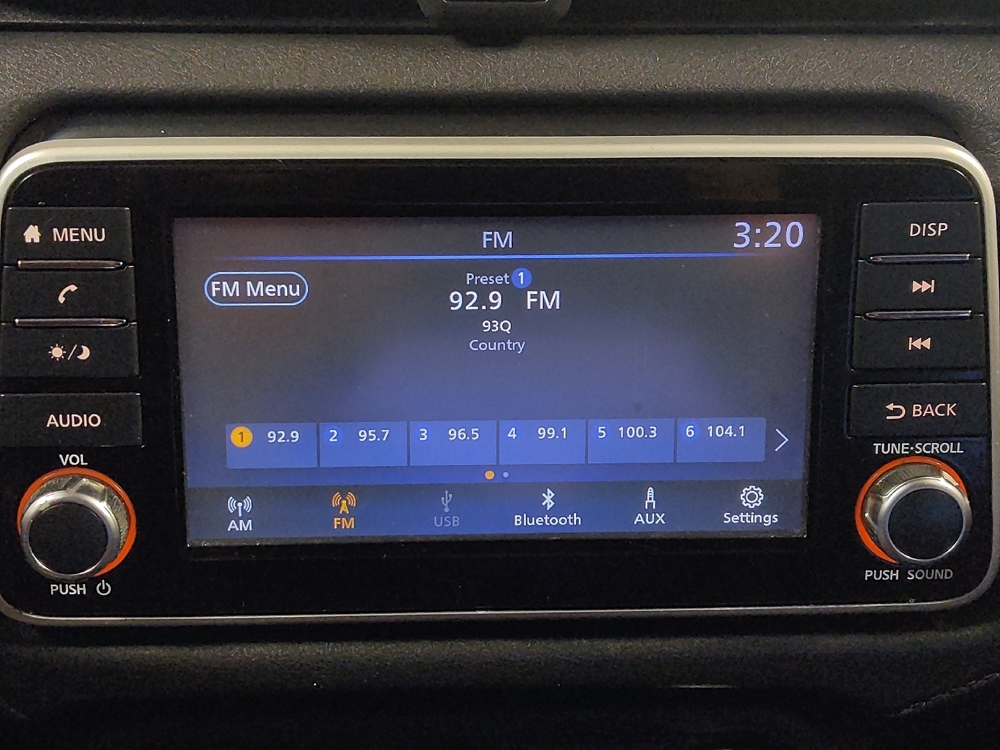 MENU
AUDIO
VOL
PUSH
FM
3:20
FM Menu
Preset 1
92.9 FM
93Q
Country
1 92.9
2 95.7
3 96.5
4 99.1
5 100.3
6 104.1
AM
FM
USB
Bluetooth
AUX
Settings
DISP
BACK
TUNE·SCROLL
PUSH SOUND